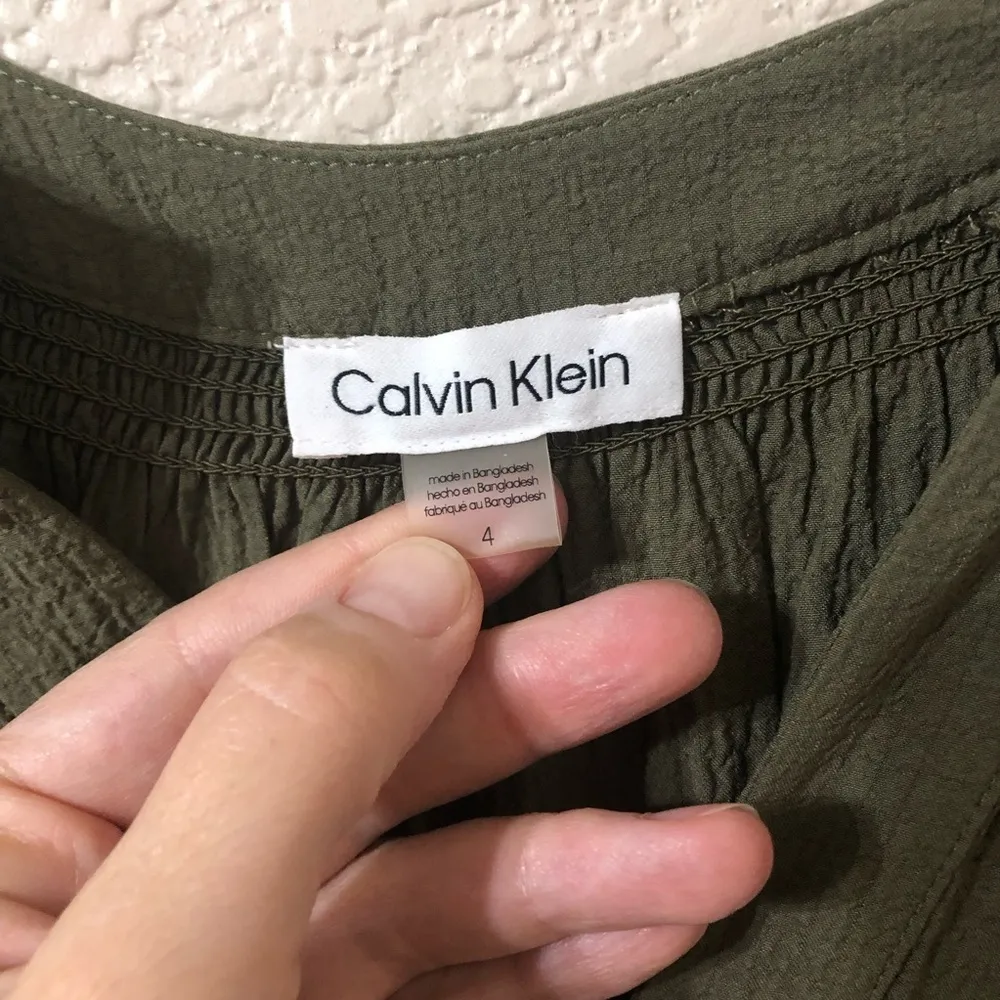 Calvin Klein
made in Bangladesh
hecho en Bangladesh
fabriqué au Bangladesh
4